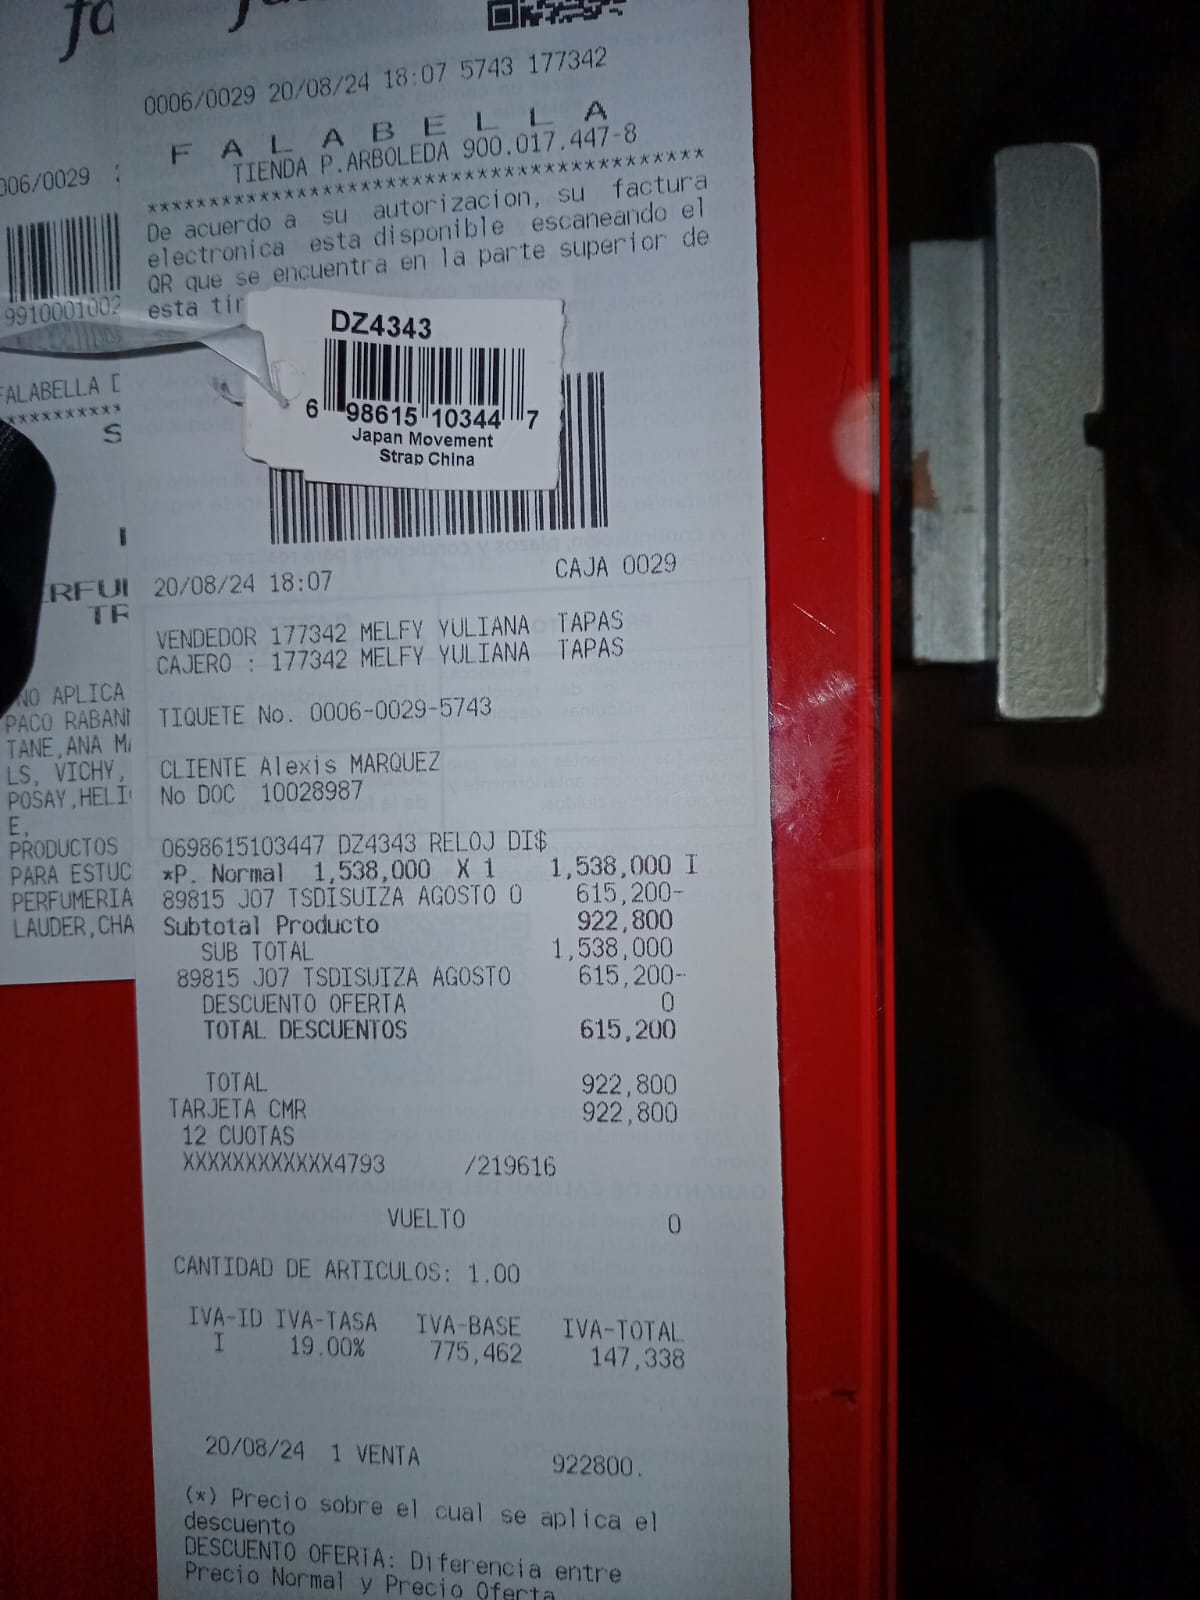 0006/0029 20/08/24 18:07 5743 177342
F A L A B E L L A
TIENDA P.ARBOLEDA 900.017.447-8
****************************************
De acuerdo a su autorizacion, su factura
electronica esta disponible escaneando el
QR que se encuentra en la parte superior de
esta tir
DZ4343
6 98615 10344 7
Japan Movement
Strap China
20/08/24 18:07 CAJA 0029
VENDEDOR 177342 MELFY YULIANA TAPAS
CAJERO : 177342 MELFY YULIANA TAPAS
TIQUETE No. 0006-0029-5743
CLIENTE Alexis MARQUEZ
No DOC 10028987
0698615103447 DZ4343 RELOJ DI$
*P. Normal 1,538,000 X 1 1,538,000 I
89815 J07 TSDISUIZA AGOSTO O 615,200-
Subtotal Producto 922,800
SUB TOTAL 1,538,000
89815 J07 TSDISUIZA AGOSTO 615,200-
DESCUENTO OFERTA 0
TOTAL DESCUENTOS 615,200
TOTAL 922,800
TARJETA CMR 922,800
12 CUOTAS
XXXXXXXXXXXX4793 /219616
VUELTO 0
CANTIDAD DE ARTICULOS: 1.00
IVA-ID IVA-TASA IVA-BASE IVA-TOTAL
I 19.00% 775,462 147,338
20/08/24 1 VENTA 922800.
(*) Precio sobre el cual se aplica el
descuento
DESCUENTO OFERTA: Diferencia entre
Precio Normal y Precio Oferta
006/0029
9910001002
FALABELLA
***********
S
ERFU
TR
NO APLICA
PACO RABAN
TANE,ANA M
LS, VICHY,
POSAY,HELI
E,
PRODUCTOS
PARA ESTUC
PERFUMERIA
LAUDER,CHA